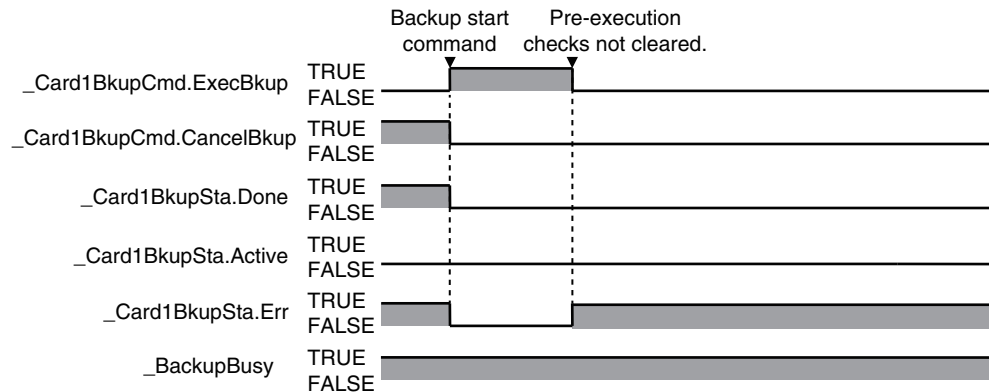 Backup start
command
Pre-execution
checks not cleared.
_Card1BkupCmd.ExecBkup
TRUE
FALSE
_Card1BkupCmd.CancelBkup
TRUE
FALSE
_Card1BkupSta.Done
TRUE
FALSE
_Card1BkupSta.Active
TRUE
FALSE
_Card1BkupSta.Err
TRUE
FALSE
_BackupBusy
TRUE
FALSE